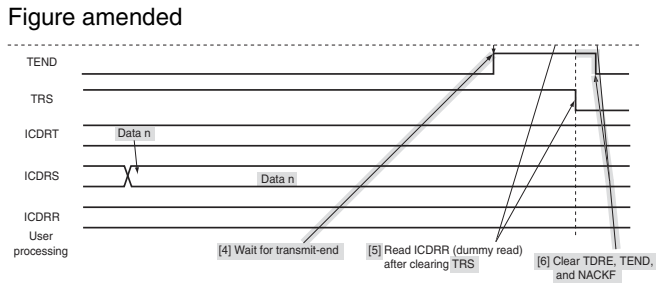 Figure amended
TEND
TRS
ICDRT
Data n
ICDRS
Data n
ICDRR
User
processing
[4] Wait for transmit-end
[5] Read ICDRR (dummy read)
after clearing TRS
[6] Clear TDRE, TEND,
and NACKF